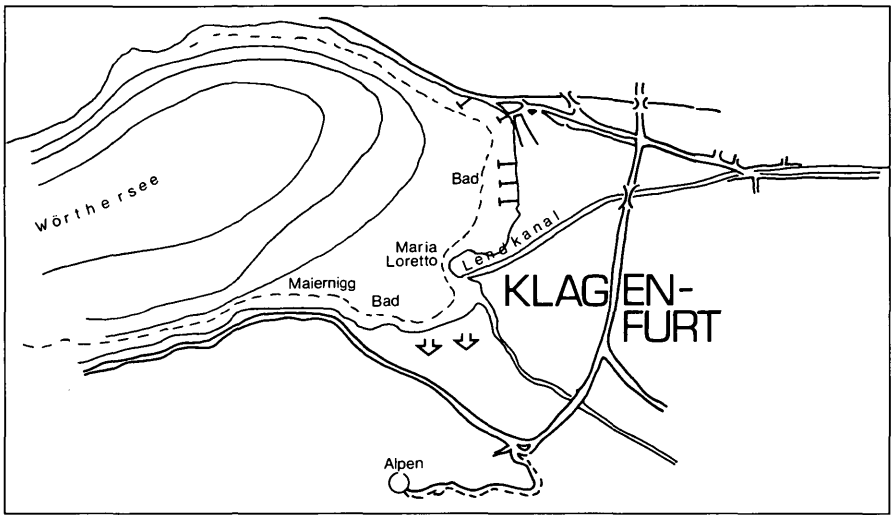 Wörthersee
Bad
Lendkanal
Maria
Loretto
Maiernigg
Bad
KLAGEN-
FURT
Alpen